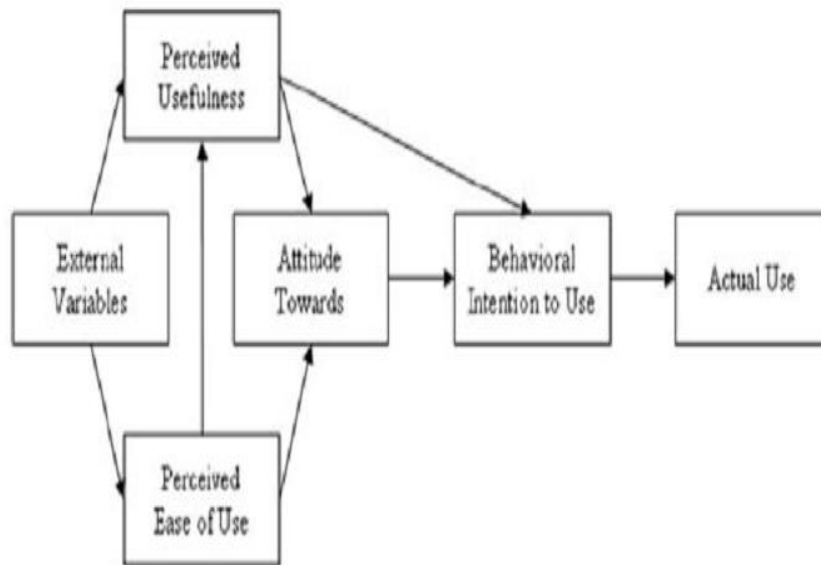 Perceived
Usefulness
External
Variables
Attitude
Towards
Behavioral
Intention to Use
Actual Use
Perceived
Ease of Use